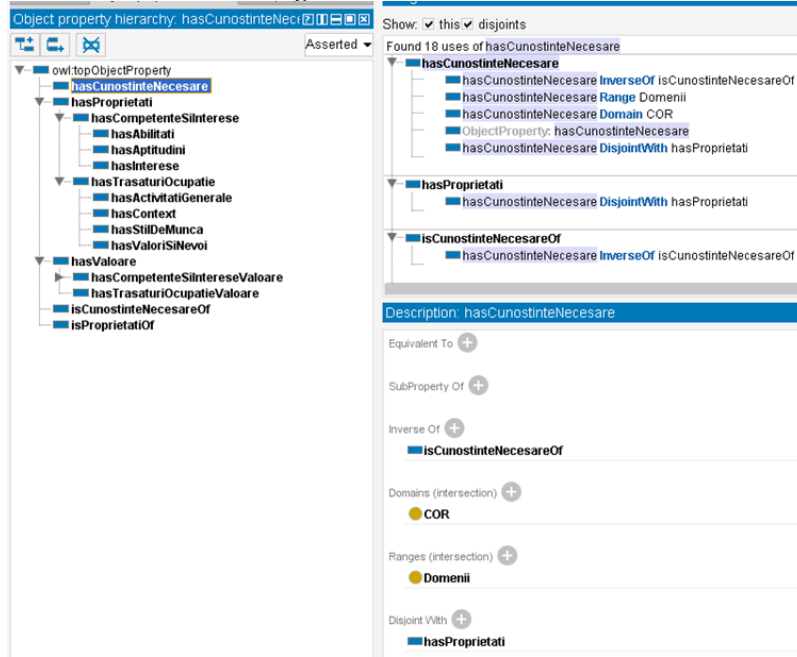 Object property hierarchy: hasCunostinteNece
Asserted
owl:topObjectProperty
hasCunostinteNecesare
hasProprietati
hasCompetenteSiInterese
hasAbilitati
hasAptitudini
hasInterese
hasTrasaturiOcupatie
hasActivitatiGenerale
hasContext
hasStilDeMunca
hasValoriSiNevoi
hasValoare
hasCompetenteSiIntereseValoare
hasTrasaturiOcupatieValoare
isCunostinteNecesareOf
isProprietatiOf
Show: this disjoints
Found 18 uses of hasCunostinteNecesare
hasCunostinteNecesare
hasCunostinteNecesare InverseOf isCunostinteNecesareOf
hasCunostinteNecesare Range Domenii
hasCunostinteNecesare Domain COR
ObjectProperty: hasCunostinteNecesare
hasCunostinteNecesare DisjointWith hasProprietati
hasProprietati
hasCunostinteNecesare DisjointWith hasProprietati
isCunostinteNecesareOf
hasCunostinteNecesare InverseOf isCunostinteNecesareOf
Description: hasCunostinteNecesare
Equivalent To
SubProperty Of
Inverse Of
isCunostinteNecesareOf
Domains (intersection)
COR
Ranges (intersection)
Domenii
Disjoint With
hasProprietati